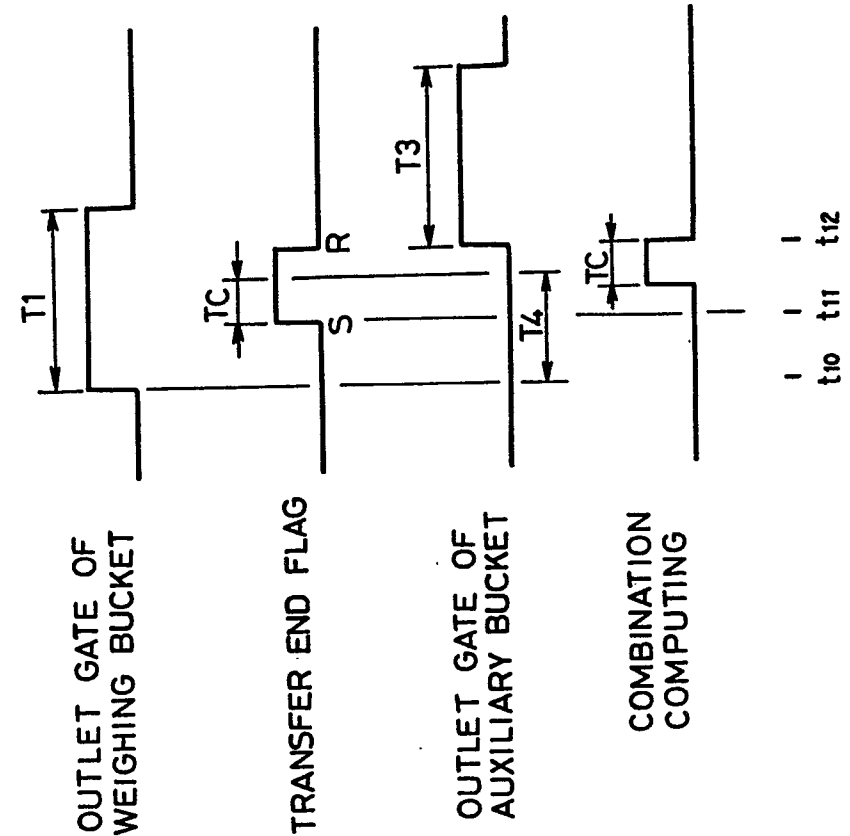 OUTLET GATE OF
WEIGHING BUCKET
T1
TRANSFER END FLAG
TC
S
R
OUTLET GATE OF
AUXILIARY BUCKET
T4
T3
COMBINATION
COMPUTING
TC
t10
t11
t12